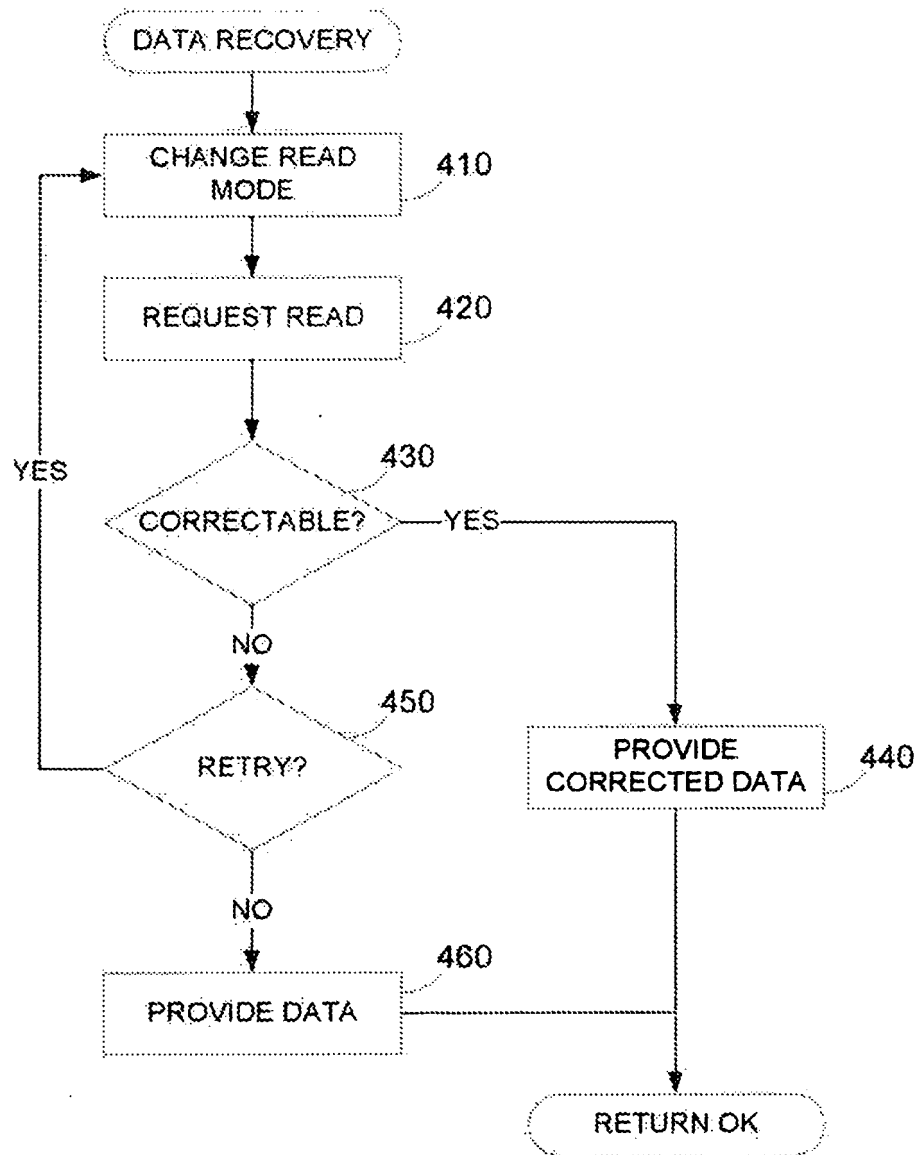 DATA RECOVERY
CHANGE READ
MODE
410
REQUEST READ
420
YES
430
CORRECTABLE?
YES
NO
450
RETRY?
PROVIDE
CORRECTED DATA
440
NO
460
PROVIDE DATA
RETURN OK